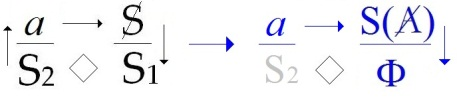 a → $ → a → S(Ⱥ)
S2 ◇ S1 S2 ◇ Φ